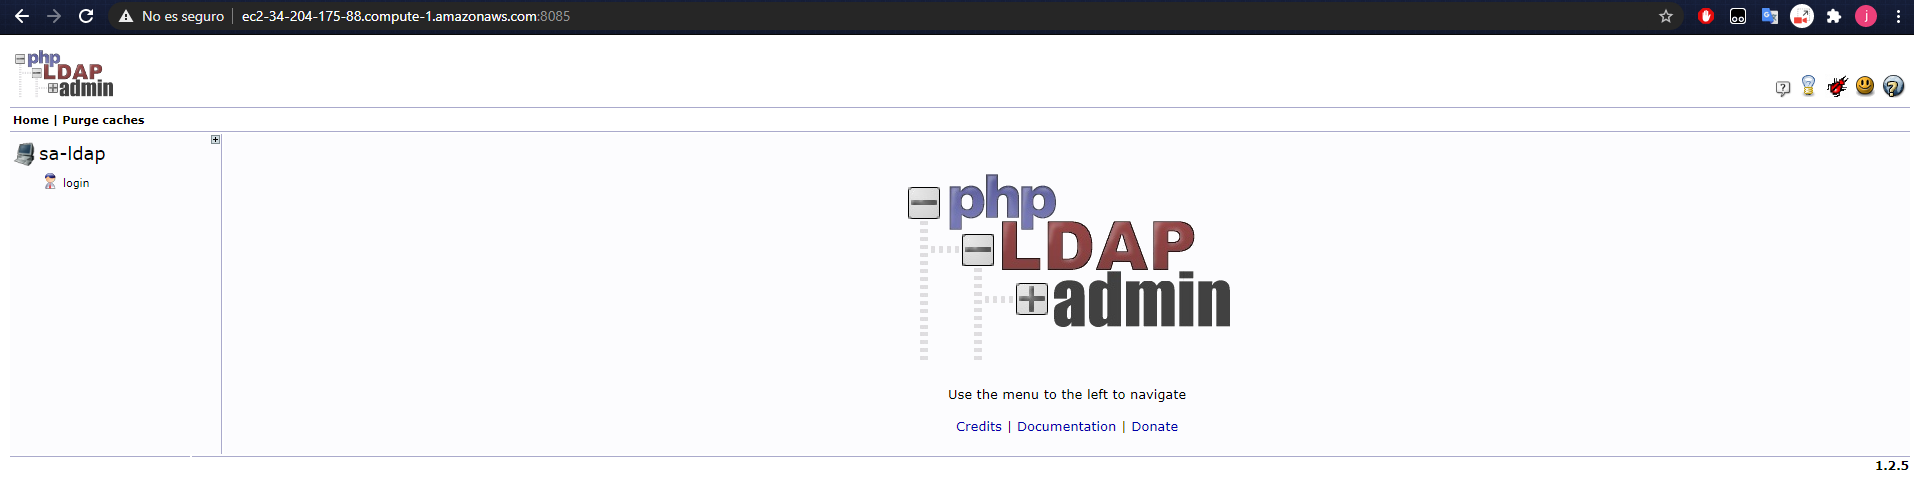 No es seguro | ec2-34-204-175-88.compute-1.amazonaws.com:8085
j
php
LDAP
admin
?
?
Home | Purge caches
sa-ldap
login
php
LDAP
admin
Use the menu to the left to navigate
Credits | Documentation | Donate
1.2.5